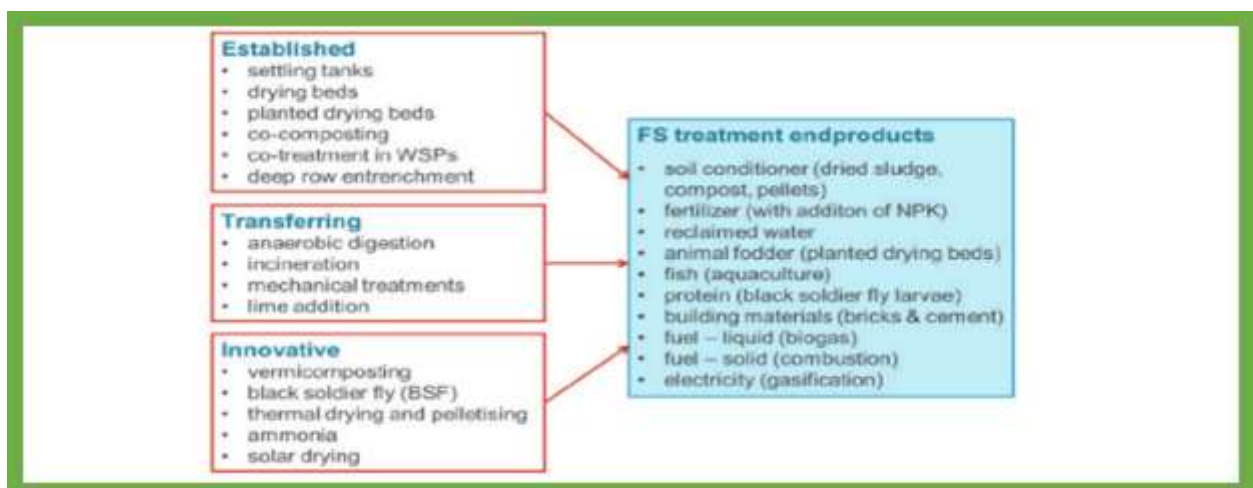 Established
• settling tanks
• drying beds
• planted drying beds
• co-composting
• co-treatment in WSPs
• deep row entrenchment
Transferring
• anaerobic digestion
• incineration
• mechanical treatments
• lime addition
Innovative
• vermicomposting
• black soldier fly (BSF)
• thermal drying and pelletising
• ammonia
• solar drying
FS treatment endproducts
• soil conditioner (dried sludge,
compost, pellets)
• fertilizer (with additon of NPK)
• reclaimed water
• animal fodder (planted drying beds)
• fish (aquaculture)
• protein (black soldier fly larvae)
• building materials (bricks & cement)
• fuel – liquid (biogas)
• fuel – solid (combustion)
• electricity (gasification)